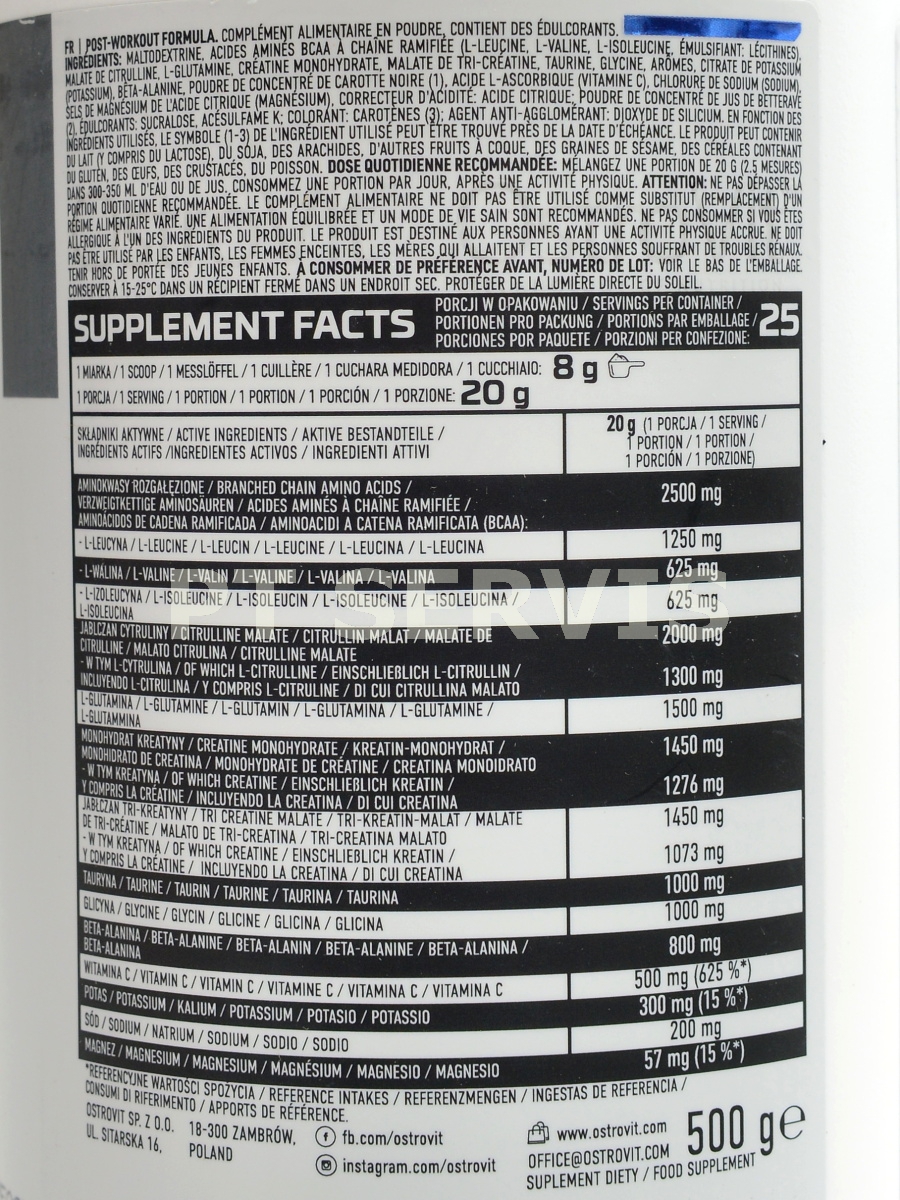 FR | POST-WORKOUT FORMULA. COMPLÉMENT ALIMENTAIRE EN POUDRE, CONTIENT DES ÉDULCORANTS.
INGRÉDIENTS: MALTODEXTRINE, ACIDES AMINÉS BCAA À CHAÎNE RAMIFIÉE (L-LEUCINE, L-VALINE, L-ISOLEUCINE, ÉMULSIFIANT: LÉCITHINES),
MALATE DE CITRULLINE, L-GLUTAMINE, CRÉATINE MONOHYDRATE, MALATE DE TRI-CRÉATINE, TAURINE, GLYCINE, ARÔMES, CITRATE DE POTASSIUM
(POTASSIUM), BÊTA-ALANINE, POUDRE DE CONCENTRÉ DE CAROTTE NOIRE (1), ACIDE L-ASCORBIQUE (VITAMINE C), CHLORURE DE SODIUM (SODIUM),
SELS DE MAGNÉSIUM DE L'ACIDE CITRIQUE (MAGNÉSIUM), CORRECTEUR D'ACIDITÉ: ACIDE CITRIQUE; POUDRE DE CONCENTRÉ DE JUS DE BETTERAVE
(2), ÉDULCORANTS: SUCRALOSE, ACÉSULFAME K; COLORANT: CAROTÈNES (3); AGENT ANTI-AGGLOMÉRANT: DIOXYDE DE SILICIUM. EN FONCTION DES
INGRÉDIENTS UTILISÉS, LE SYMBOLE (1-3) DE L'INGRÉDIENT UTILISÉ PEUT ÊTRE TROUVÉ PRÈS DE LA DATE D'ÉCHÉANCE. LE PRODUIT PEUT CONTENIR
DU LAIT (Y COMPRIS DU LACTOSE), DU SOJA, DES ARACHIDES, D'AUTRES FRUITS À COQUE, DES GRAINES DE SÉSAME, DES CÉRÉALES CONTENANT
DU GLUTEN, DES ŒUFS, DES CRUSTACÉS, DU POISSON. DOSE QUOTIDIENNE RECOMMANDÉE: MÉLANGEZ UNE PORTION DE 20 G (2.5 MESURES)
DANS 300-350 ML D'EAU OU DE JUS. CONSOMMEZ UNE PORTION PAR JOUR, APRÈS UNE ACTIVITÉ PHYSIQUE. ATTENTION: NE PAS DÉPASSER LA
PORTION QUOTIDIENNE RECOMMANDÉE. LE COMPLÉMENT ALIMENTAIRE NE DOIT PAS ÊTRE UTILISÉ COMME SUBSTITUT (REMPLACEMENT) D'UN
RÉGIME ALIMENTAIRE VARIÉ. UNE ALIMENTATION ÉQUILIBRÉE ET UN MODE DE VIE SAIN SONT RECOMMANDÉS. NE PAS CONSOMMER SI VOUS ÊTES
ALLERGIQUE À L'UN DES INGRÉDIENTS DU PRODUIT. LE PRODUIT EST DESTINÉ AUX PERSONNES AYANT UNE ACTIVITÉ PHYSIQUE ACCRUE. NE DOIT
PAS ÊTRE UTILISÉ PAR LES ENFANTS, LES FEMMES ENCEINTES, LES MÈRES QUI ALLAITENT ET LES PERSONNES SOUFFRANT DE TROUBLES RÉNAUX.
TENIR HORS DE PORTÉE DES JEUNES ENFANTS. À CONSOMMER DE PRÉFÉRENCE AVANT, NUMÉRO DE LOT: VOIR LE BAS DE L'EMBALLAGE.
CONSERVER À 15-25°C DANS UN RÉCIPIENT FERMÉ DANS UN ENDROIT SEC. PROTÉGER DE LA LUMIÈRE DIRECTE DU SOLEIL.
SUPPLEMENT FACTS
PORCJI W OPAKOWANIU / SERVINGS PER CONTAINER /
PORTIONEN PRO PACKUNG / PORTIONS PAR EMBALLAGE /
PORCIONES POR PAQUETE / PORZIONI PER CONFEZIONE:
25
1 MIARKA / 1 SCOOP / 1 MESSLÖFFEL / 1 CUILLÈRE / 1 CUCHARA MEDIDORA / 1 CUCCHIAIO: 8 g
1 PORCJA / 1 SERVING / 1 PORTION / 1 PORTION / 1 PORCIÓN / 1 PORZIONE: 20 g
SKŁADNIKI AKTYWNE / ACTIVE INGREDIENTS / AKTIVE BESTANDTEILE /
INGRÉDIENTS ACTIFS /INGREDIENTES ACTIVOS / INGREDIENTI ATTIVI
20 g (1 PORCJA / 1 SERVING /
1 PORTION / 1 PORTION /
1 PORCIÓN / 1 PORZIONE)
AMINOKWASY ROZGAŁĘZIONE / BRANCHED CHAIN AMINO ACIDS /
VERZWEIGTKETTIGE AMINOSÄUREN / ACIDES AMINÉS À CHAÎNE RAMIFIÉE /
AMINOÁCIDOS DE CADENA RAMIFICADA / AMINOACIDI A CATENA RAMIFICATA (BCAA):
2500 mg
- L-LEUCYNA / L-LEUCINE / L-LEUCIN / L-LEUCINE / L-LEUCINA / L-LEUCINA
1250 mg
- L-WALINA / L-VALINE / L-VALIN / L-VALINE / L-VALINA / L-VALINA
625 mg
- L-IZOLEUCYNA / L-ISOLEUCINE / L-ISOLEUCIN / L-ISOLEUCINE / L-ISOLEUCINA /
L-ISOLEUCINA
625 mg
PT SERVIS
JABŁCZAN CYTRULINY / CITRULLINE MALATE / CITRULLIN MALAT / MALATE DE
CITRULLINE / MALATO CITRULINA / CITRULLINE MALATE
2000 mg
- W TYM L-CYTRULINA / OF WHICH L-CITRULLINE / EINSCHLIEßLICH L-CITRULLIN /
INCLUYENDO L-CITRULINA / Y COMPRIS L-CITRULINE / DI CUI CITRULLINA MALATO
1300 mg
L-GLUTAMINA / L-GLUTAMINE / L-GLUTAMIN / L-GLUTAMINA / L-GLUTAMINE /
L-GLUTAMMINA
1500 mg
MONOHYDRAT KREATYNY / CREATINE MONOHYDRATE / KREATIN-MONOHYDRAT /
MONOHIDRATO DE CREATINA / MONOHYDRATE DE CRÉATINE / CREATINA MONOIDRATO
1450 mg
- W TYM KREATYNA / OF WHICH CREATINE / EINSCHLIEßLICH KREATIN /
Y COMPRIS LA CRÉATINE / INCLUYENDO LA CREATINA / DI CUI CREATINA
1276 mg
JABŁCZAN TRI-KREATYNY / TRI CREATINE MALATE / TRI-KREATIN-MALAT / MALATE
DE TRI-CRÉATINE / MALATO DE TRI-CREATINA / TRI-CREATINA MALATO
1450 mg
- W TYM KREATYNA / OF WHICH CREATINE / EINSCHLIEßLICH KREATIN /
Y COMPRIS LA CRÉATINE / INCLUYENDO LA CREATINA / DI CUI CREATINA
1073 mg
TAURYNA / TAURINE / TAURIN / TAURINE / TAURINA / TAURINA
1000 mg
GLICYNA / GLYCINE / GLYCIN / GLICINE / GLICINA / GLICINA
1000 mg
BETA-ALANINA / BETA-ALANINE / BETA-ALANIN / BETA-ALANINE / BETA-ALANINA /
BETA-ALANINA
800 mg
WITAMINA C / VITAMIN C / VITAMIN C / VITAMINE C / VITAMINA C / VITAMINA C
500 mg (625 %*)
POTAS / POTASSIUM / KALIUM / POTASSIUM / POTASIO / POTASSIO
300 mg (15 %*)
SÓD / SODIUM / NATRIUM / SODIUM / SODIO / SODIO
200 mg
MAGNEZ / MAGNESIUM / MAGNESIUM / MAGNÉSIUM / MAGNESIO / MAGNESIO
57 mg (15 %*)
*REFERENCYJNE WARTOŚCI SPOŻYCIA / REFERENCE INTAKES / REFERENZMENGEN / INGESTAS DE REFERENCIA /
CONSUMI DI RIFERIMENTO / APPORTS DE RÉFÉRENCE.
OSTROVIT SP. Z O.O.
UL. SITARSKA 16,
18-300 ZAMBRÓW,
POLAND
fb.com/ostrovit
instagram.com/ostrovit
www.ostrovit.com
OFFICE@OSTROVIT.COM
SUPLEMENT DIETY / FOOD SUPPLEMENT
500 g e